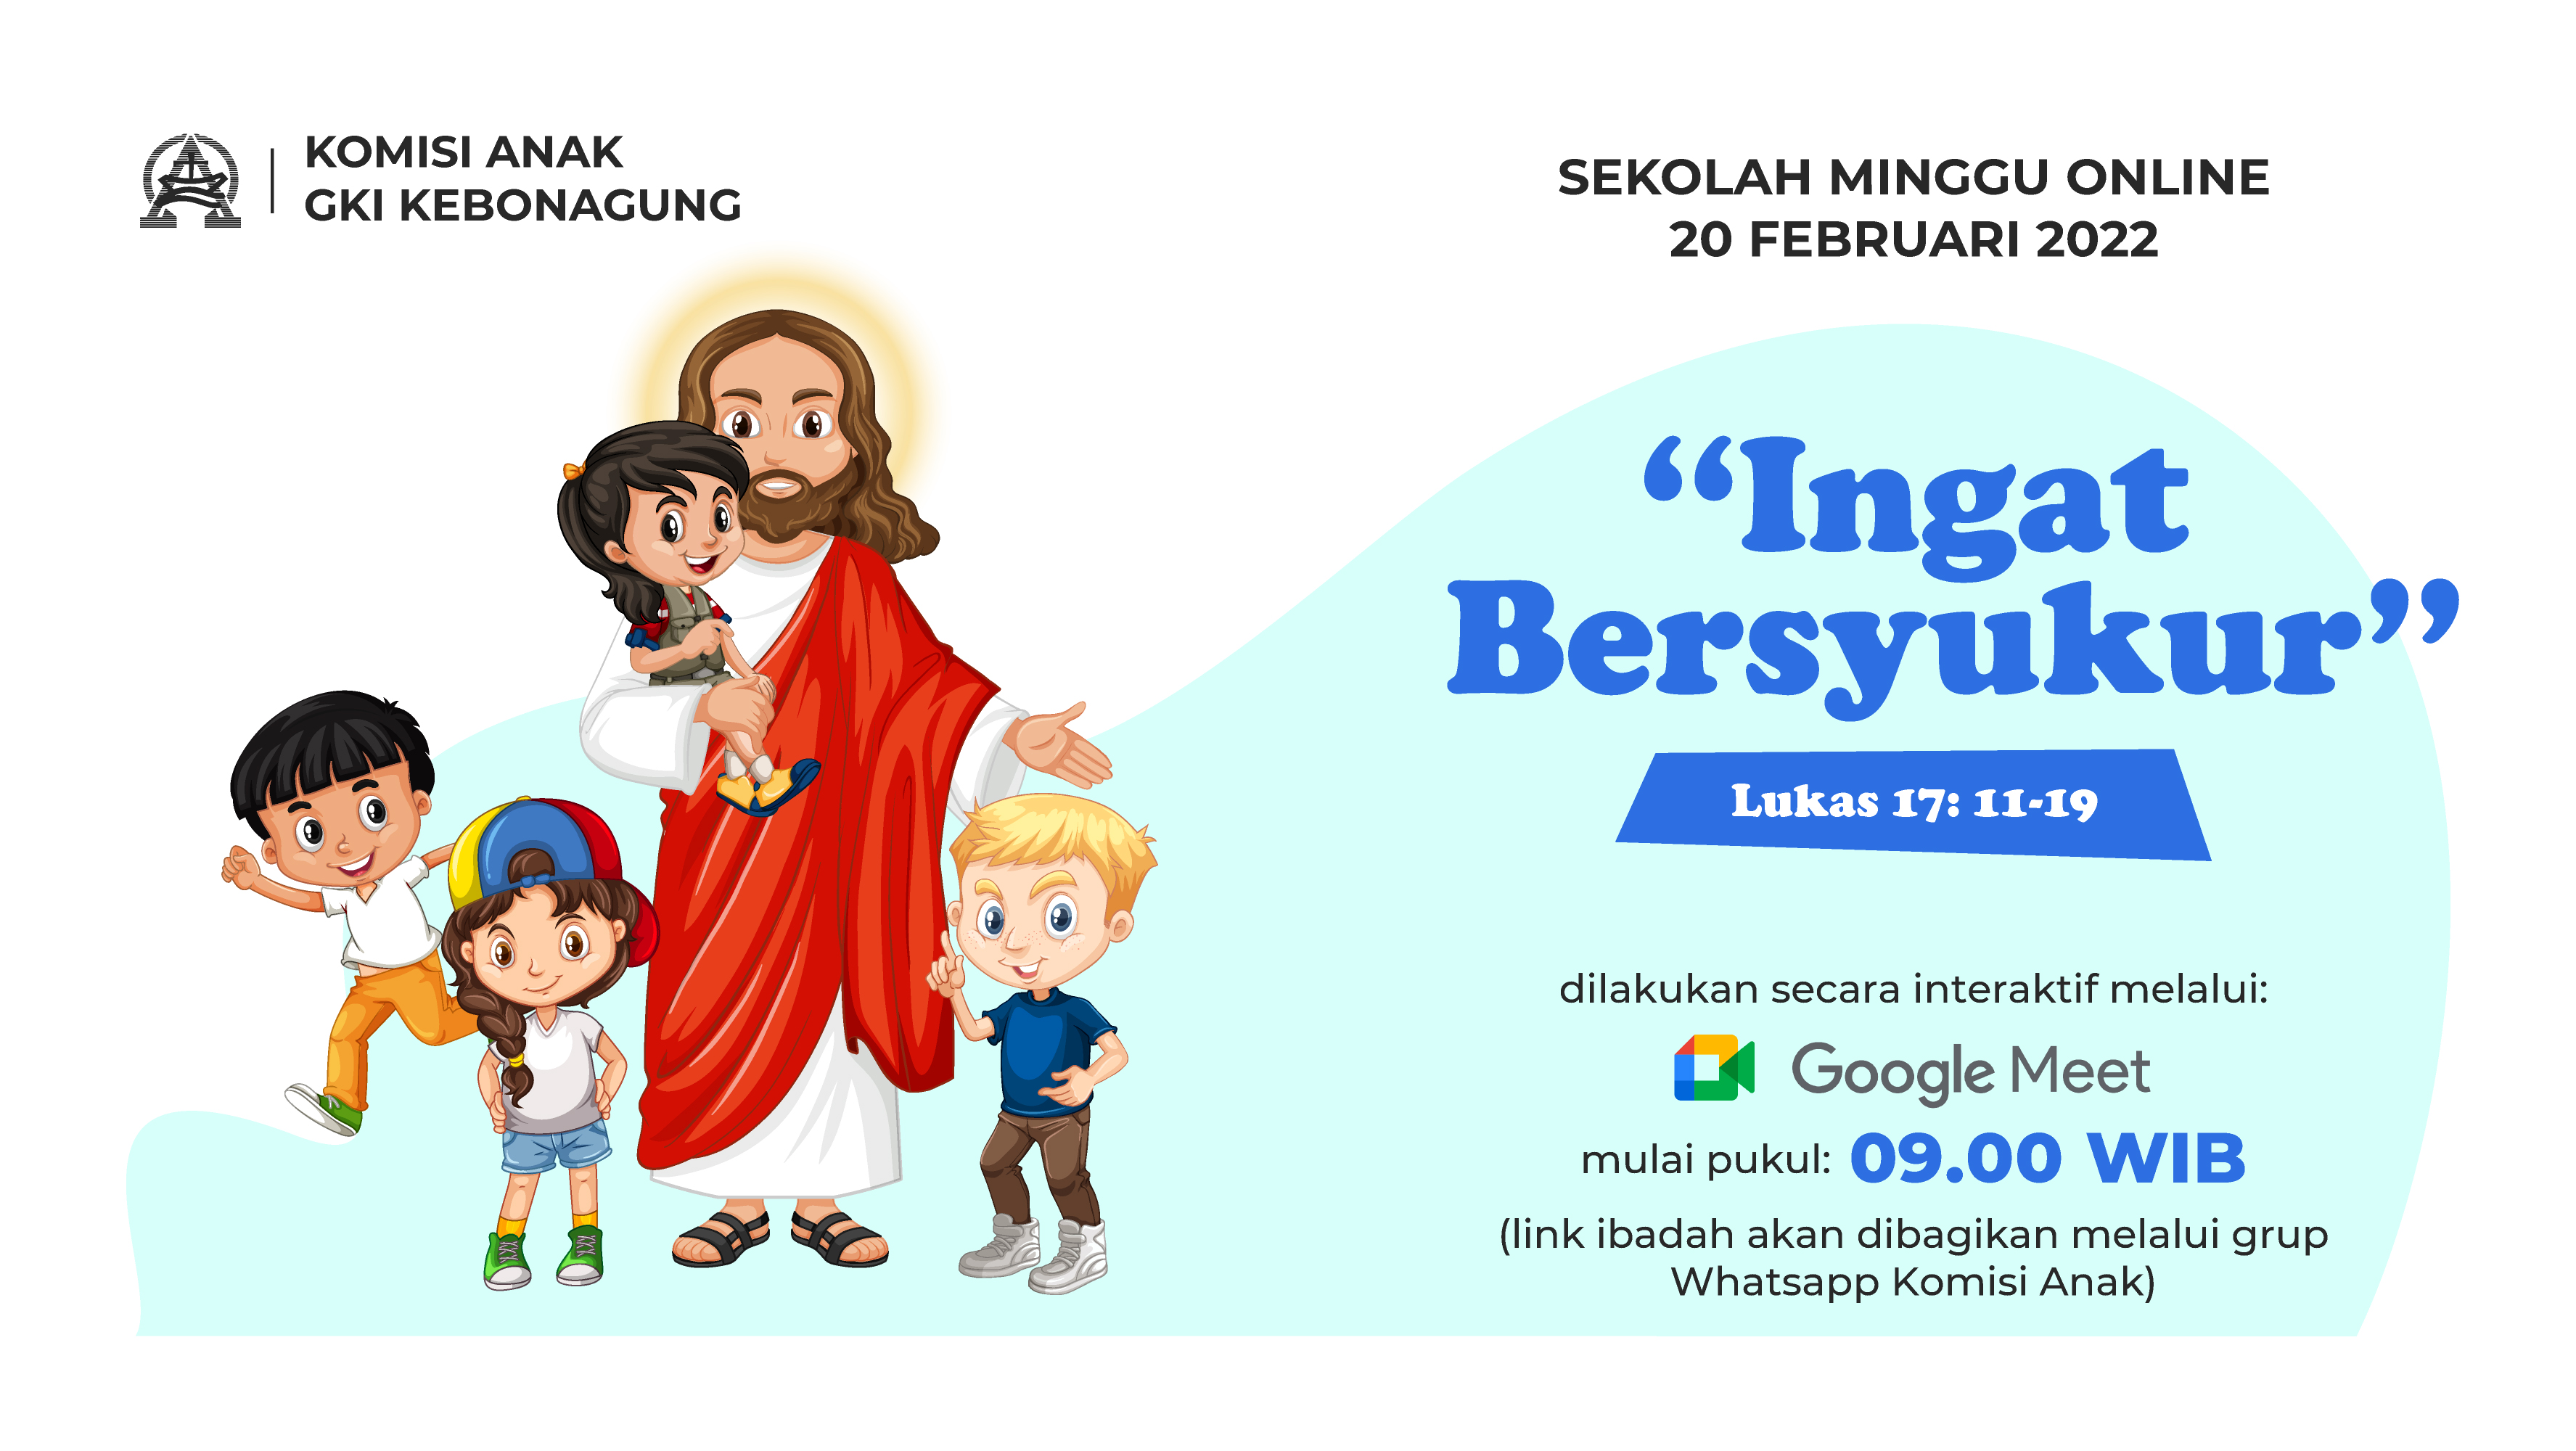 KOMISI ANAK
GKI KEBONAGUNG
SEKOLAH MINGGU ONLINE
20 FEBRUARI 2022
“Ingat
Bersyukur”
Lukas 17: 11-19
dilakukan secara interaktif melalui:
Google Meet
mulai pukul: 09.00 WIB
(link ibadah akan dibagikan melalui grup
Whatsapp Komisi Anak)